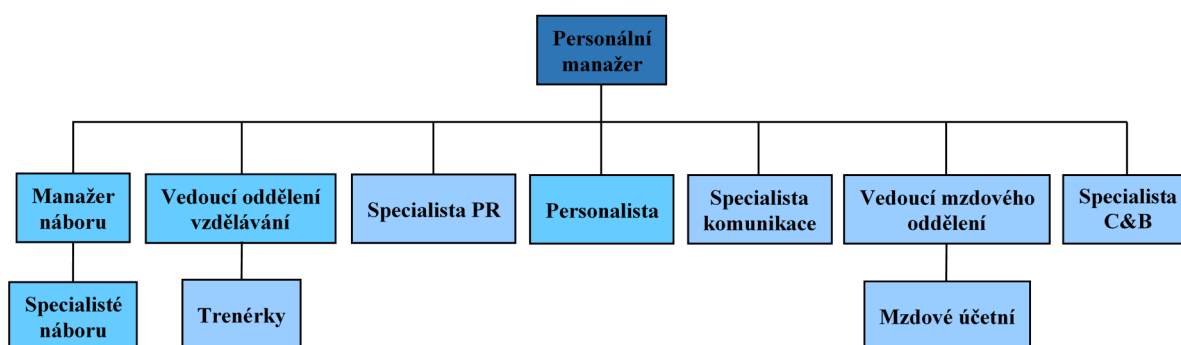 Personální
manažer
Manažer
náboru
Vedoucí oddělení
vzdělávání
Specialista PR
Personalista
Specialista
komunikace
Vedoucí mzdového
oddělení
Specialista
C&B
Specialisté
náboru
Trenérky
Mzdové účetní